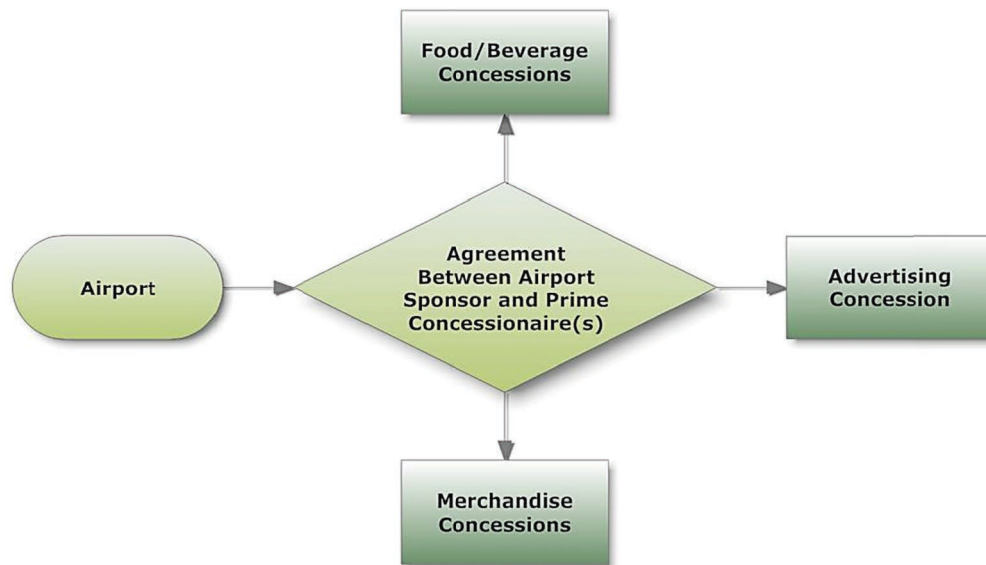 Food/Beverage
Concessions
Airport
Agreement
Between Airport
Sponsor and Prime
Concessionaire(s)
Advertising
Concession
Merchandise
Concessions